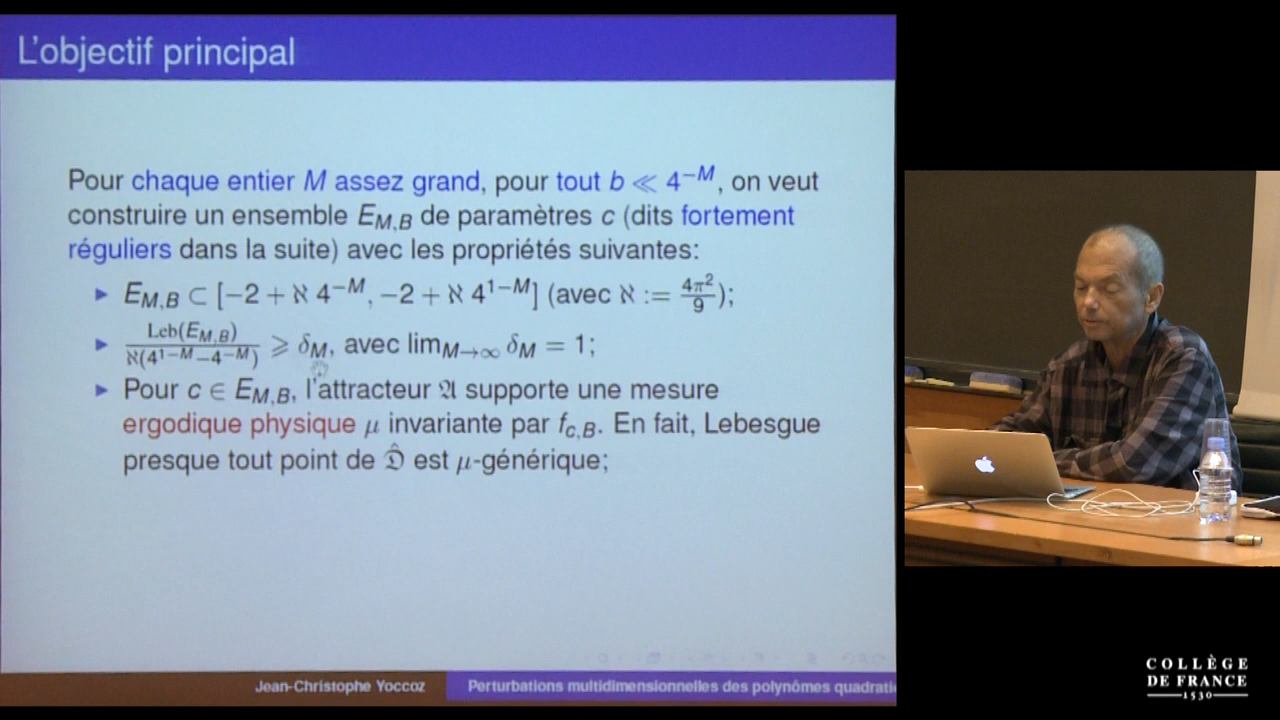 L'objectif principal
Pour chaque entier M assez grand, pour tout b ≪ 4^{-M}, on veut
construire un ensemble E_{M,B} de paramètres c (dits fortement
réguliers dans la suite) avec les propriétés suivantes:
► E_{M,B} ⊂ [−2 + ℵ 4^{−M}, −2 + ℵ 4^{1−M}] (avec ℵ := 4π²/9);
► Leb(E_{M,B})/ℵ(4^{1−M}−4^{−M}) ⩾ δ_M, avec lim_{M→∞} δ_M = 1;
► Pour c ∈ E_{M,B}, l'attracteur 𝔄 supporte une mesure
ergodique physique μ invariante par f_{c,B}. En fait, Lebesgue
presque tout point de 𝔇̂ est μ-générique;
Jean-Christophe Yoccoz
Perturbations multidimensionnelles des polynômes quadrati
COLLÈGE
DE FRANCE
1530